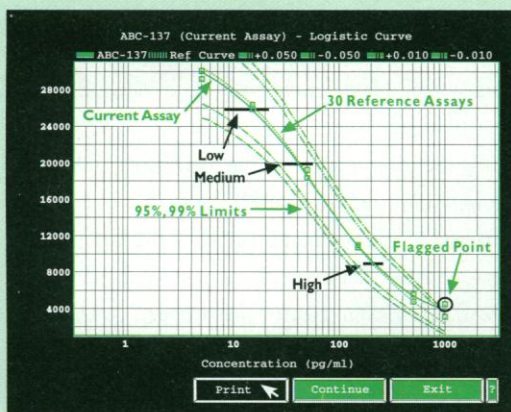 ABC-137 (Current Assay) - Logistic Curve
ABC-137 Ref Curve +0.050 -0.050 +0.010 -0.010
28000
24000
20000
16000
12000
8000
4000
Current Assay
30 Reference Assays
Low
Medium
95%, 99% Limits
Flagged Point
High
1 10 100 1000
Concentration (pg/ml)
Print Continue Exit ?